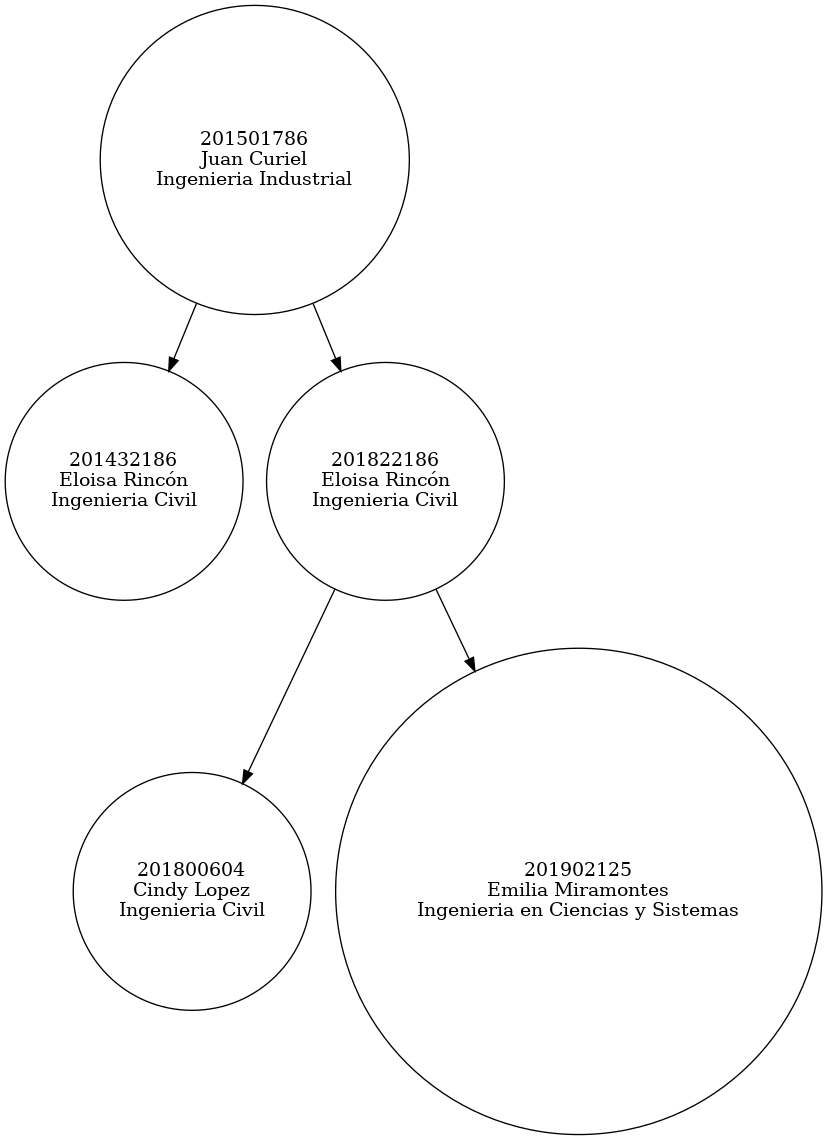 201501786
Juan Curiel
Ingenieria Industrial
201432186
Eloisa Rincón
Ingenieria Civil
201822186
Eloisa Rincón
Ingenieria Civil
201800604
Cindy Lopez
Ingenieria Civil
201902125
Emilia Miramontes
Ingenieria en Ciencias y Sistemas